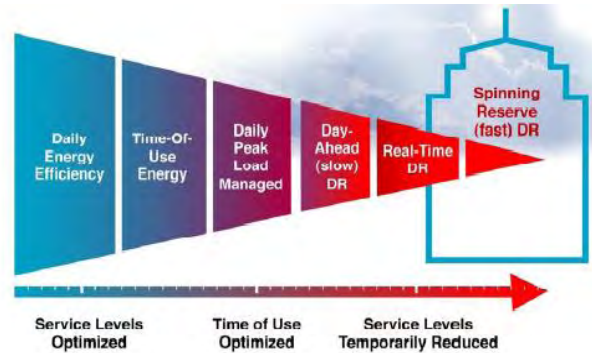 Daily
Energy
Efficiency
Time-Of-
Use
Energy
Daily
Peak
Load
Managed
Day-
Ahead
(slow)
DR
Real-Time
DR
Spinning
Reserve
(fast) DR
Service Levels
Optimized
Time of Use
Optimized
Service Levels
Temporarily Reduced